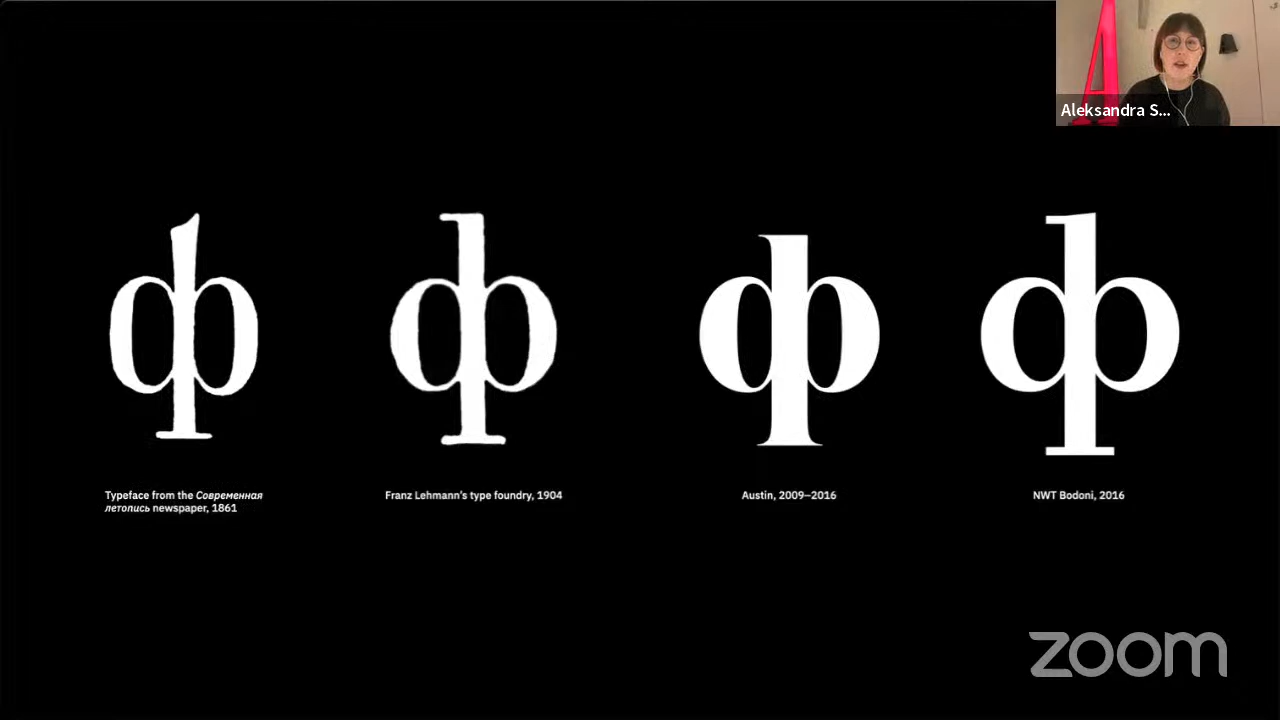 Aleksandra S...
ф
ф
ф
ф
Typeface from the Современная
летопись newspaper, 1861
Franz Lehmann's type foundry, 1904
Austin, 2009–2016
NWT Bodoni, 2016
zoom